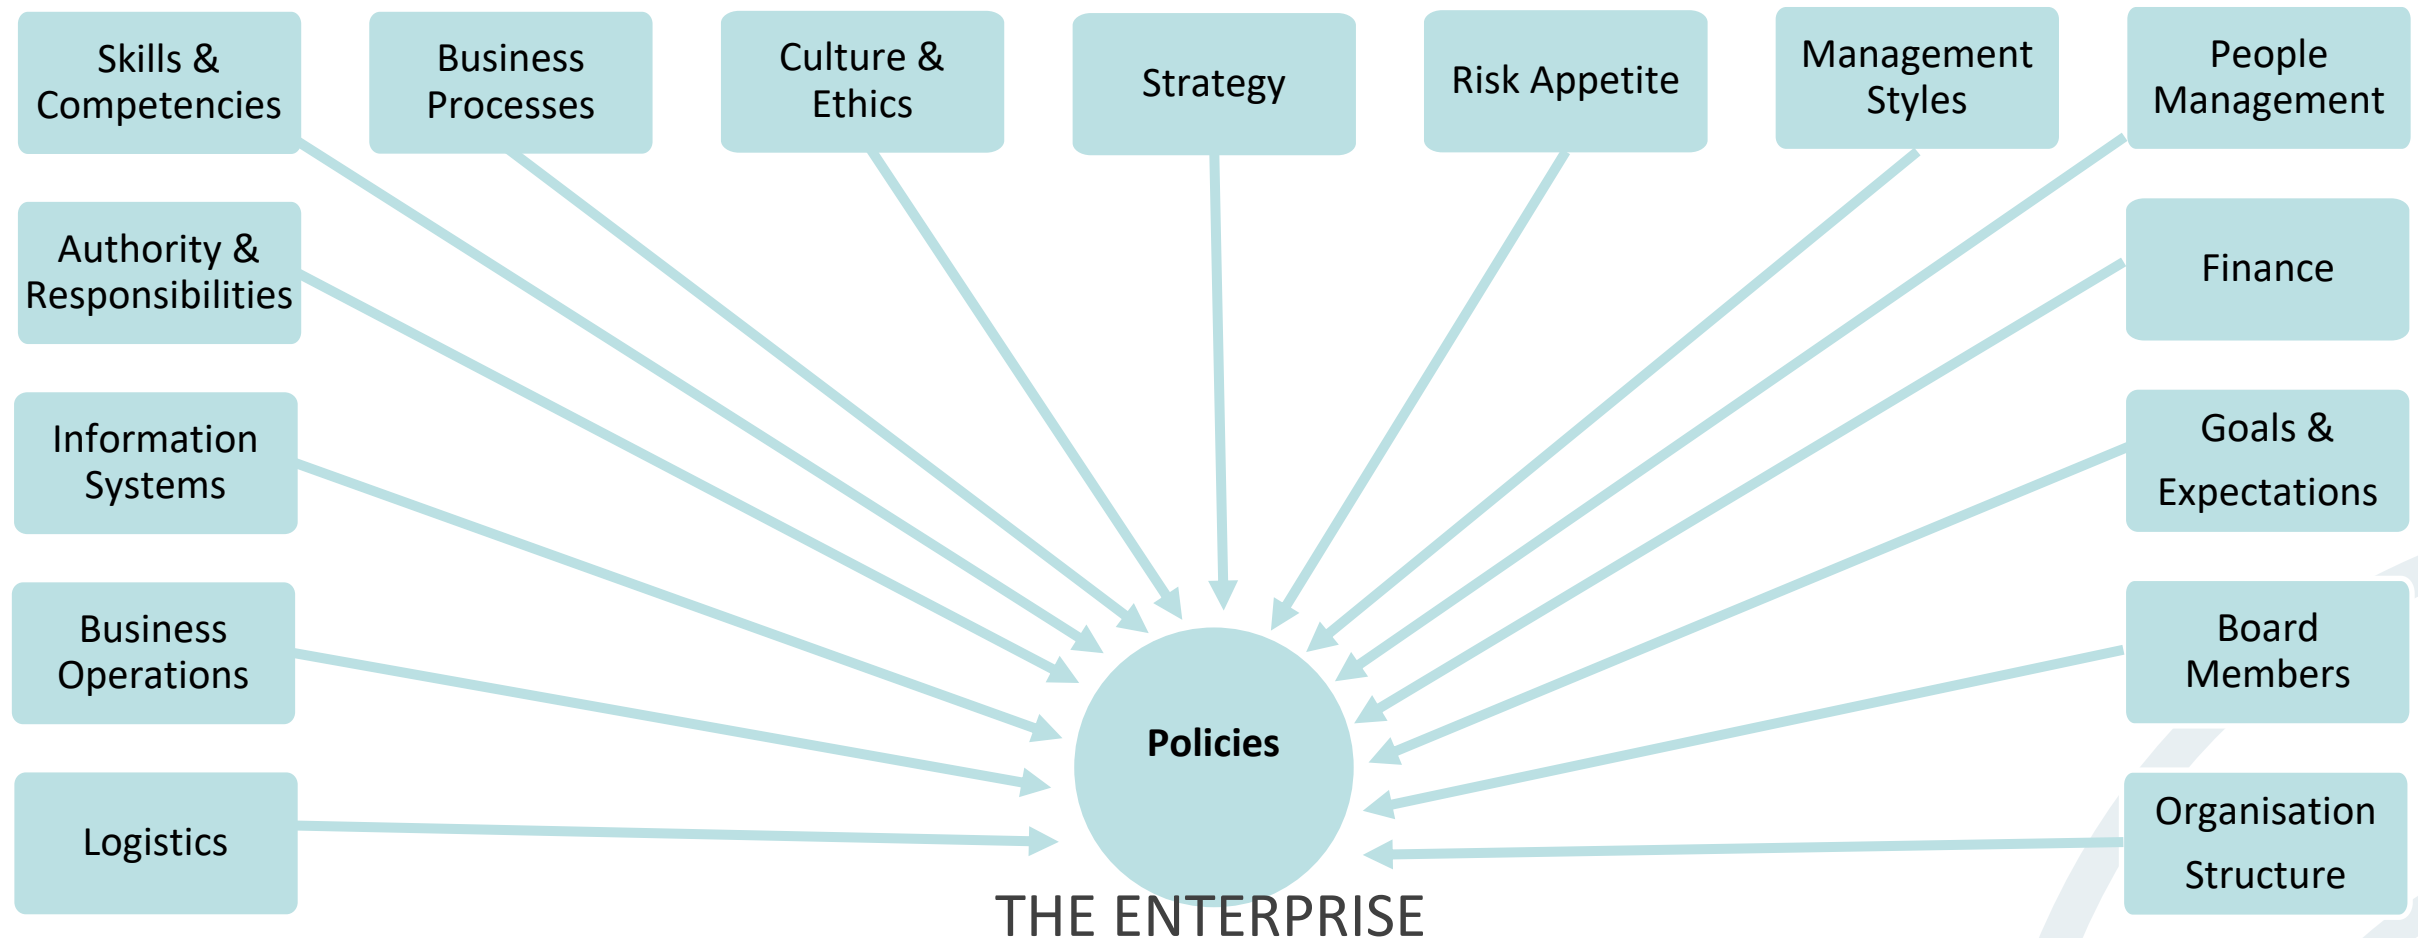 Skills &
Competencies
Business
Processes
Culture &
Ethics
Strategy
Risk Appetite
Management
Styles
People
Management
Authority &
Responsibilities
Finance
Information
Systems
Goals &
Expectations
Business
Operations
Board
Members
Policies
Logistics
Organisation
Structure
THE ENTERPRISE